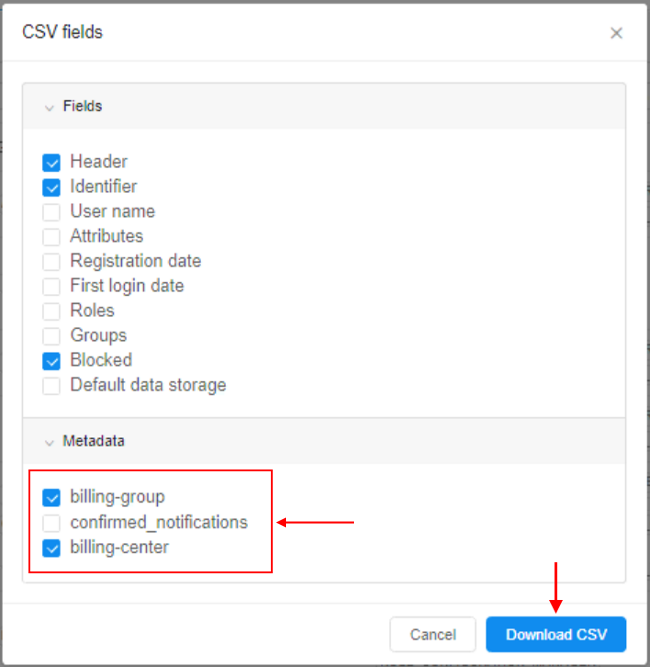 CSV fields
Fields
Header
Identifier
User name
Attributes
Registration date
First login date
Roles
Groups
Blocked
Default data storage
Metadata
billing-group
confirmed_notifications
billing-center
Cancel
Download CSV